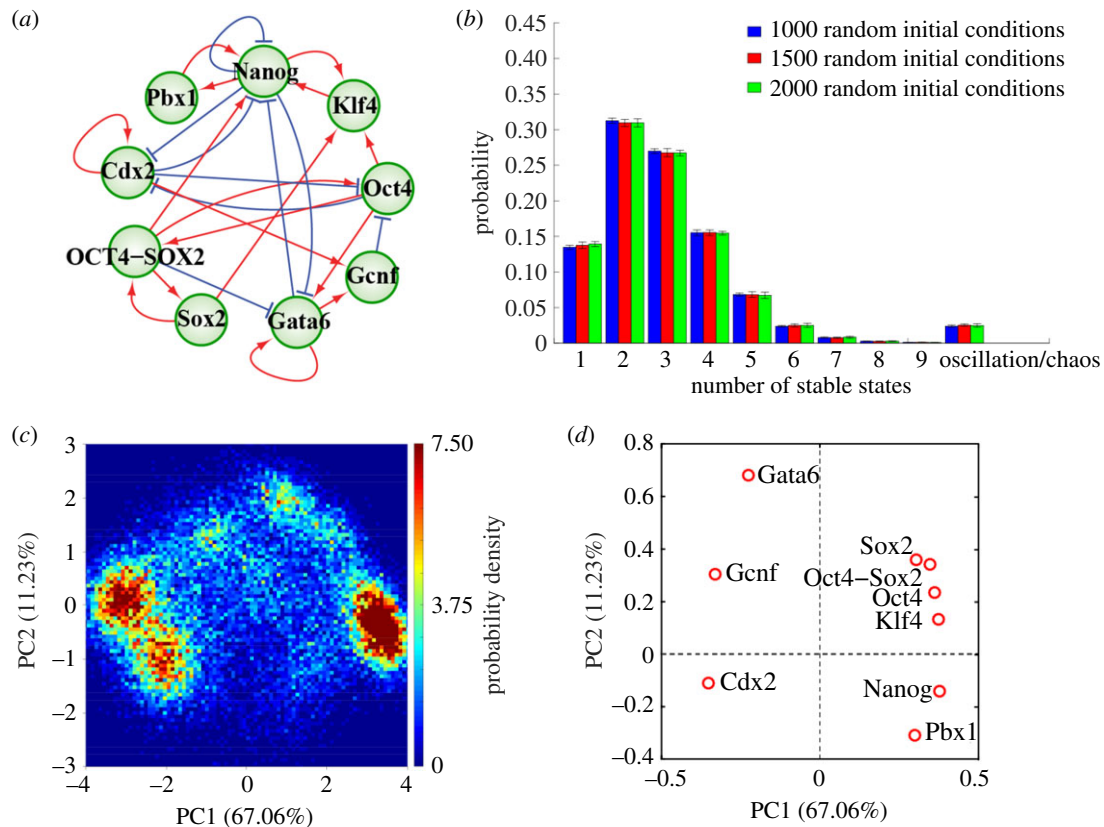 (a)
Nanog
Pbx1
Klf4
Cdx2
Oct4
OCT4−SOX2
Gcnf
Sox2
Gata6
(b)
1000 random initial conditions
1500 random initial conditions
2000 random initial conditions
probability
0.45
0.40
0.35
0.30
0.25
0.20
0.15
0.10
0.05
0
1 2 3 4 5 6 7 8 9 oscillation/chaos
number of stable states
(c)
PC2 (11.23%)
3
2
1
0
−1
−2
−3
−4 −2 0 2 4
PC1 (67.06%)
7.50
3.75
0
probability density
(d)
PC2 (11.23%)
0.8
0.6
0.4
0.2
0
−0.2
−0.4
−0.5 0 0.5
PC1 (67.06%)
Gata6
Sox2
Gcnf
Oct4−Sox2
Oct4
Klf4
Cdx2
Nanog
Pbx1